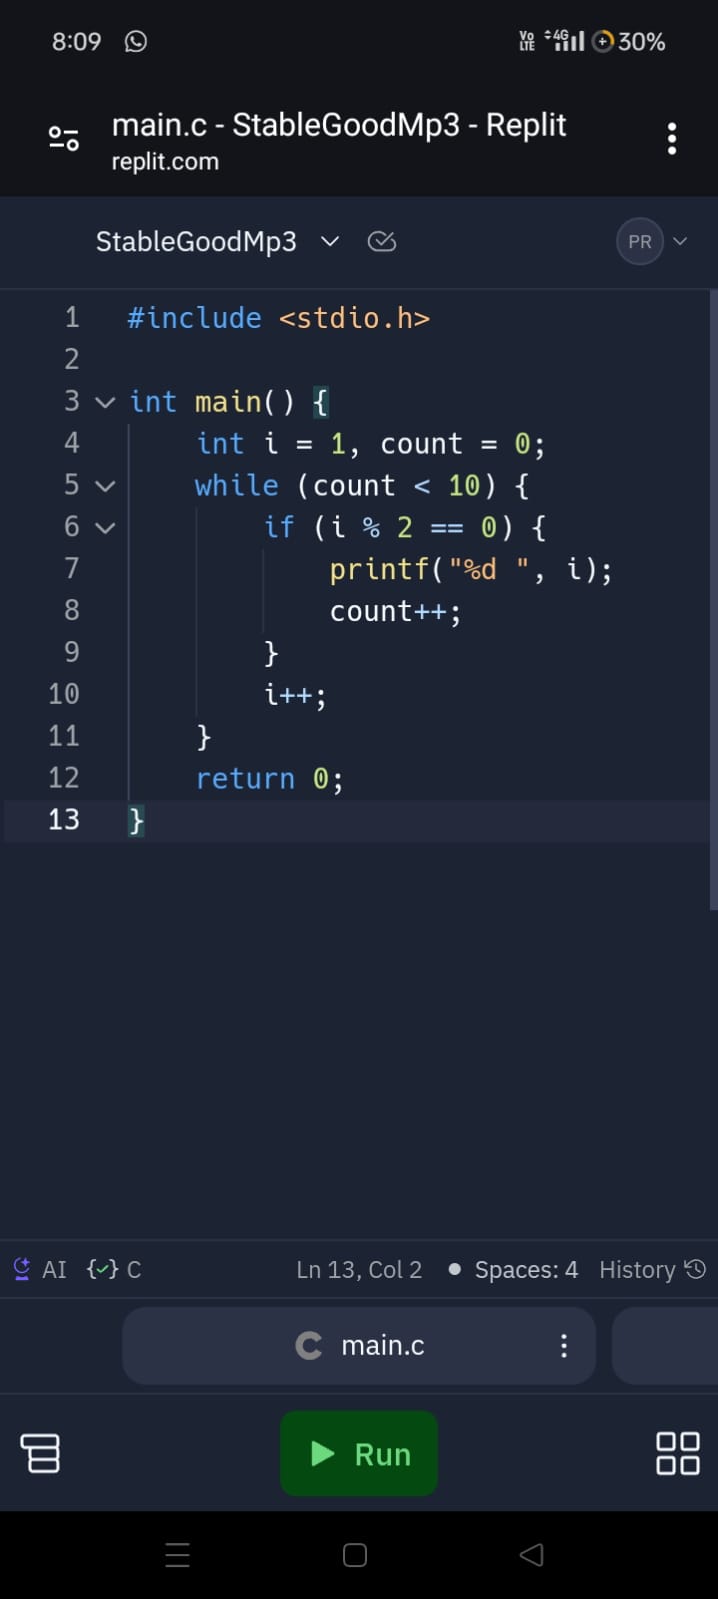 8:09 Vo LTE 4G 30%
main.c - StableGoodMp3 - Replit
replit.com
StableGoodMp3 PR
1 #include <stdio.h>
2
3 int main() {
4     int i = 1, count = 0;
5     while (count < 10) {
6         if (i % 2 == 0) {
7             printf("%d ", i);
8             count++;
9         }
10         i++;
11     }
12     return 0;
13 }
AI {✓} C Ln 13, Col 2 • Spaces: 4 History
C main.c
Run